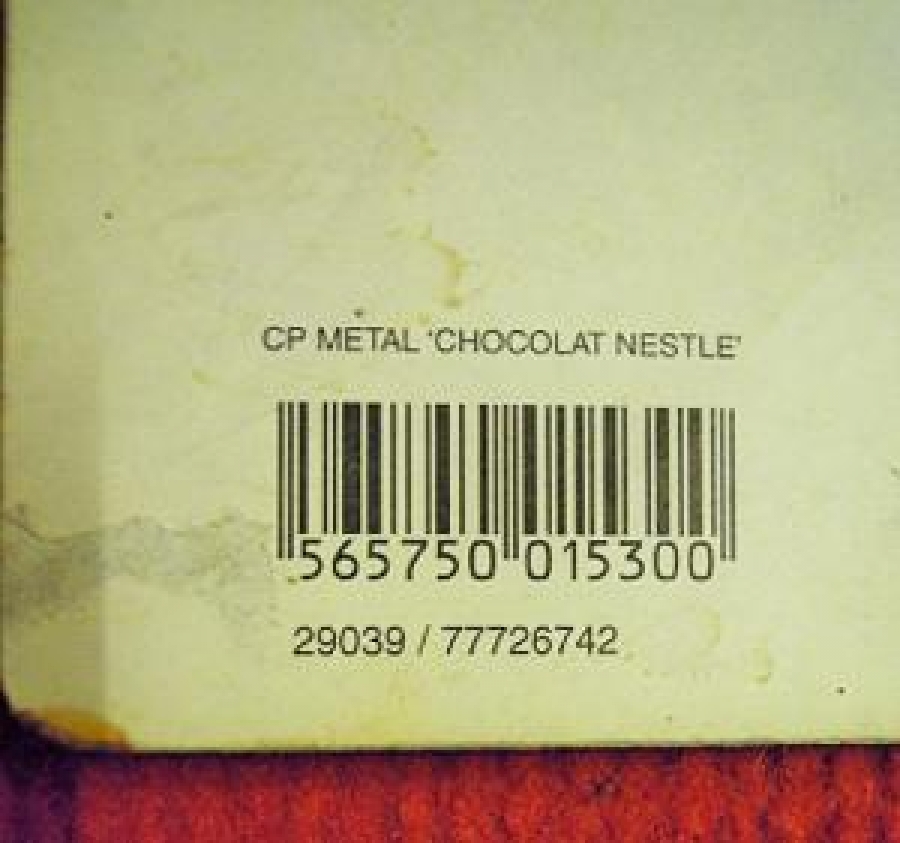 CP METAL 'CHOCOLAT NESTLE'
565750 015300
29039 / 77726742